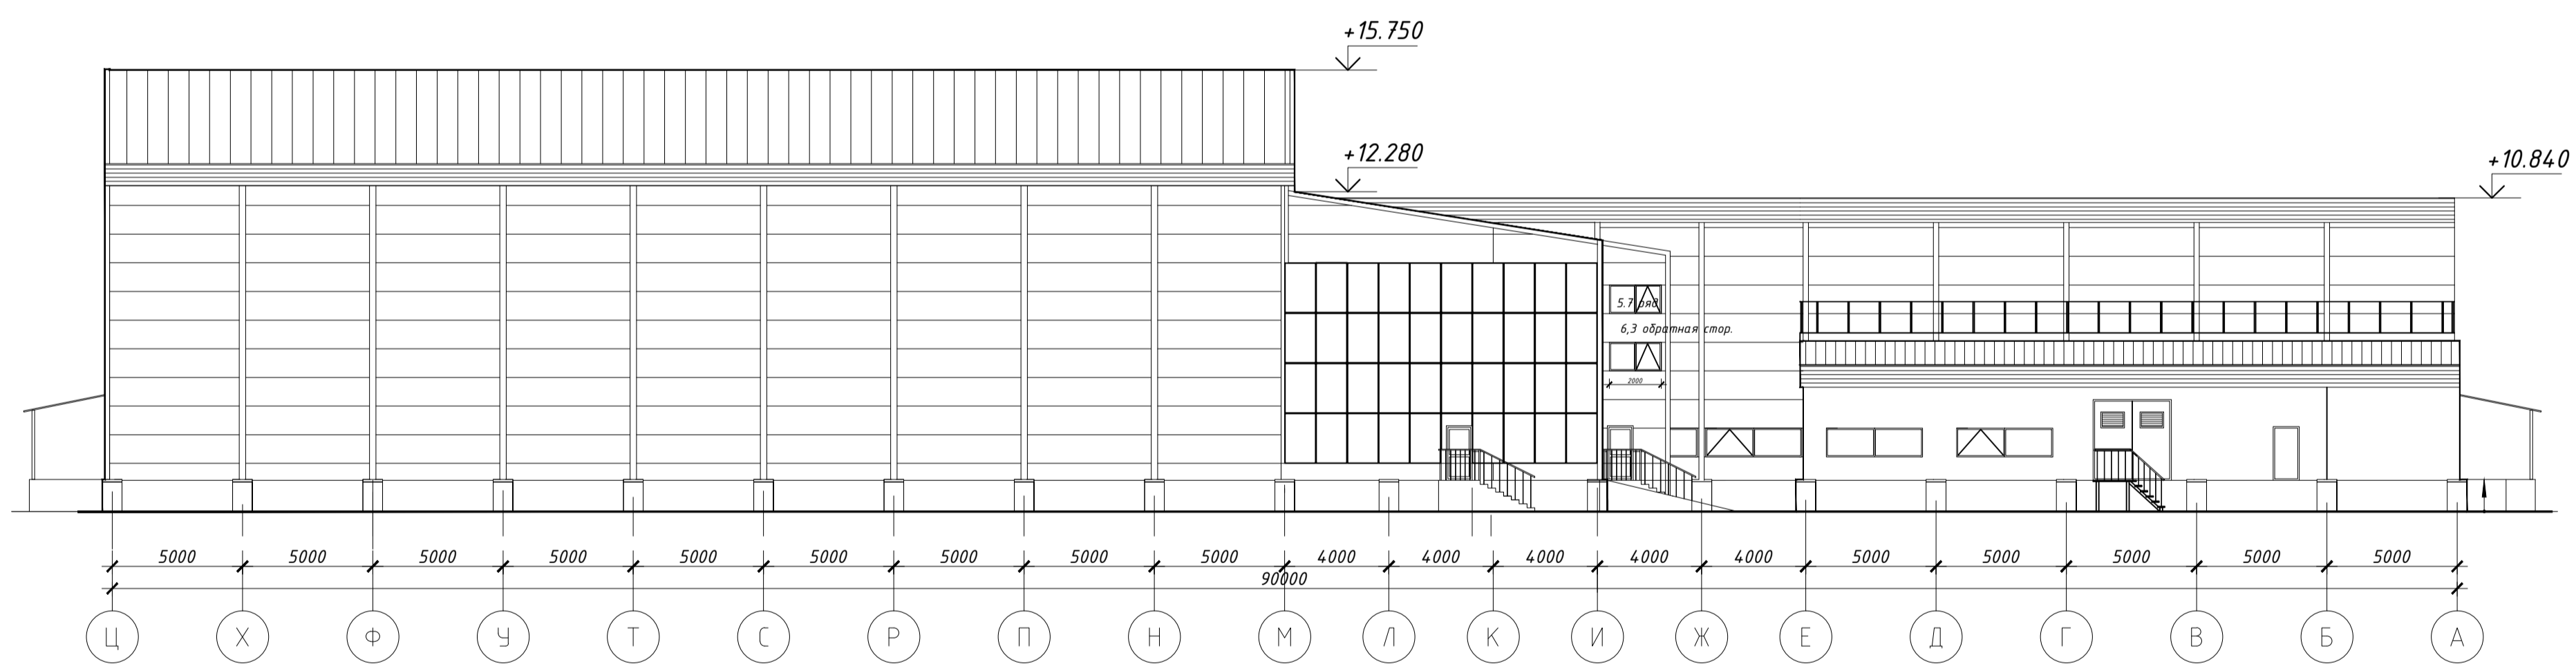 +15.750
+12.280
+10.840
5.7 ряд
6,3 обратная стор.
2000
5000 5000 5000 5000 5000 5000 5000 5000 5000 4000 4000 4000 4000 4000 5000 5000 5000 5000 5000
90000
Ц Х Ф У Т С Р П Н М Л К И Ж Е Д Г В Б А